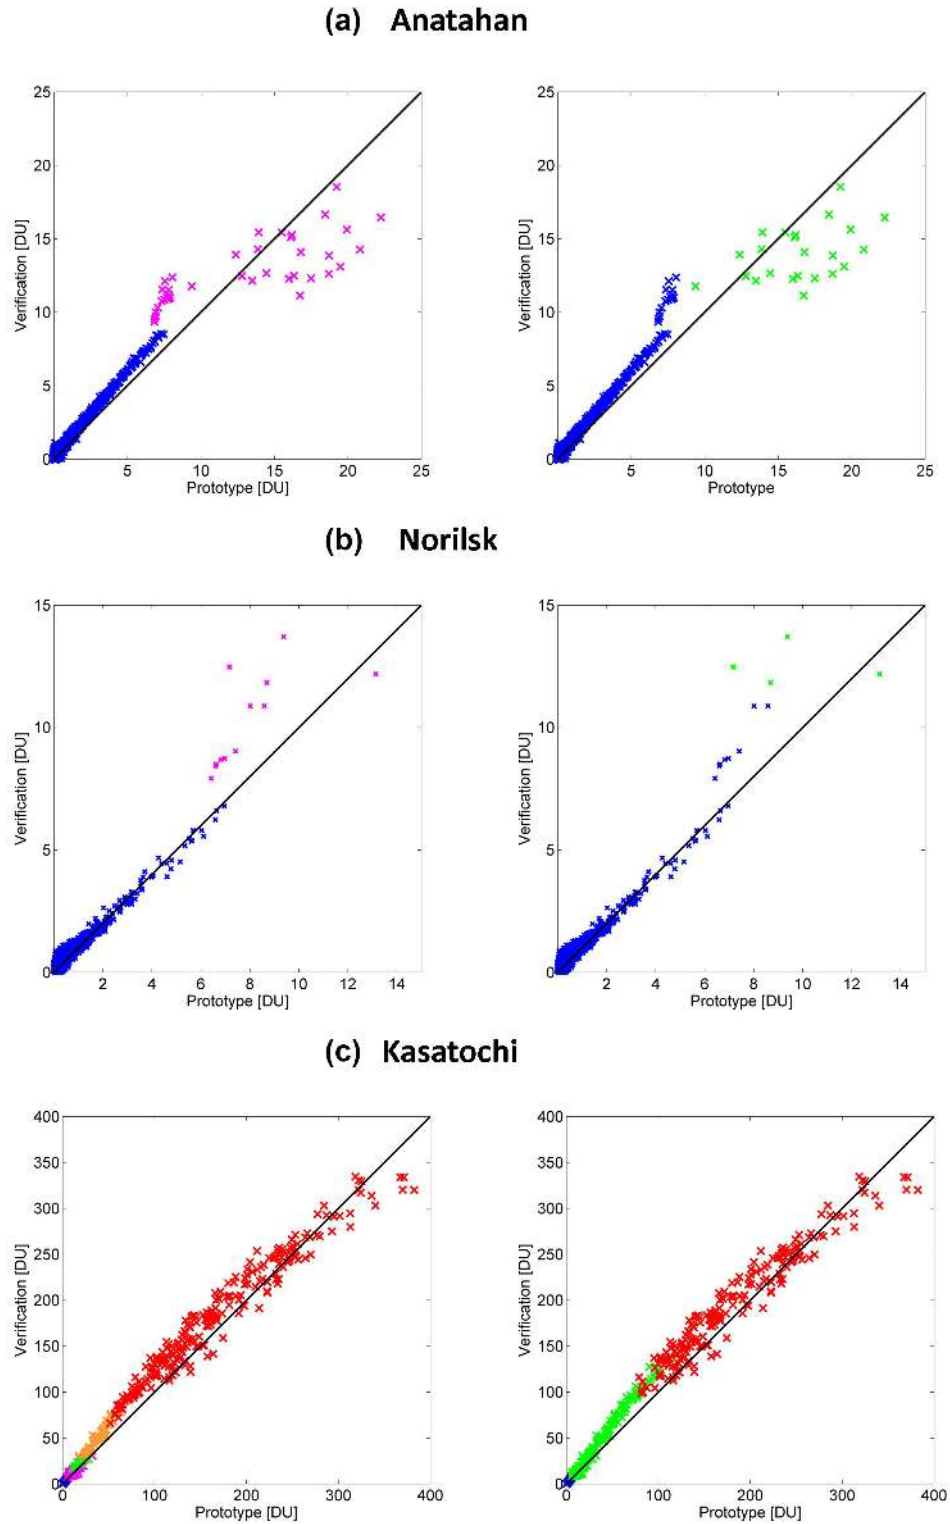 (a) Anatahan
25
20
15
10
5
0
Verification [DU]
5 10 15 20 25
Prototype [DU]
25
20
15
10
5
0
Verification [DU]
5 10 15 20 25
Prototype
(b) Norilsk
15
10
5
0
Verification [DU]
2 4 6 8 10 12 14
Prototype [DU]
15
10
5
0
Verification [DU]
2 4 6 8 10 12 14
Prototype [DU]
(c) Kasatochi
400
350
300
250
200
150
100
50
0
Verification [DU]
0 100 200 300 400
Prototype [DU]
400
350
300
250
200
150
100
50
0
Verification [DU]
0 100 200 300 400
Prototype [DU]